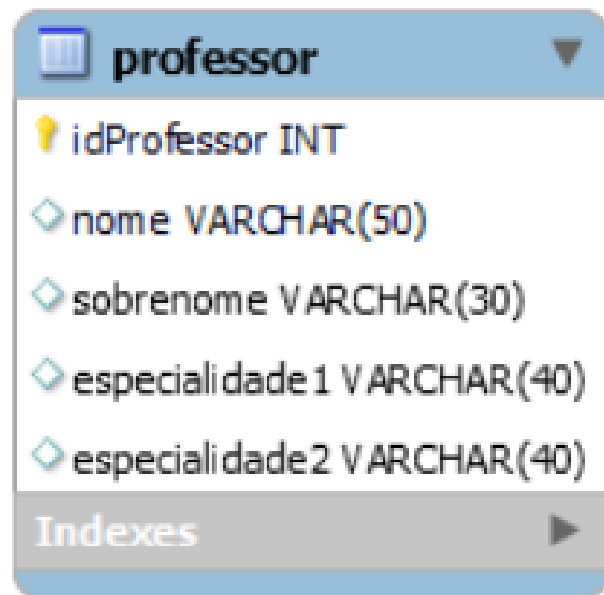 professor
idProfessor INT
nome VARCHAR(50)
sobrenome VARCHAR(30)
especialidade1 VARCHAR(40)
especialidade2 VARCHAR(40)
Indexes